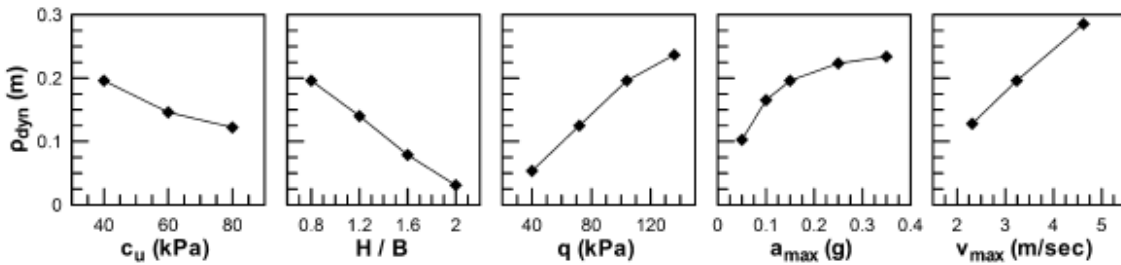 0.3
0.2
0.1
0
ρdyn (m)
40 60 80
cu (kPa)
0.8 1.2 1.6 2
H / B
40 80 120
q (kPa)
0 0.1 0.2 0.3 0.4
amax (g)
2 3 4 5
vmax (m/sec)